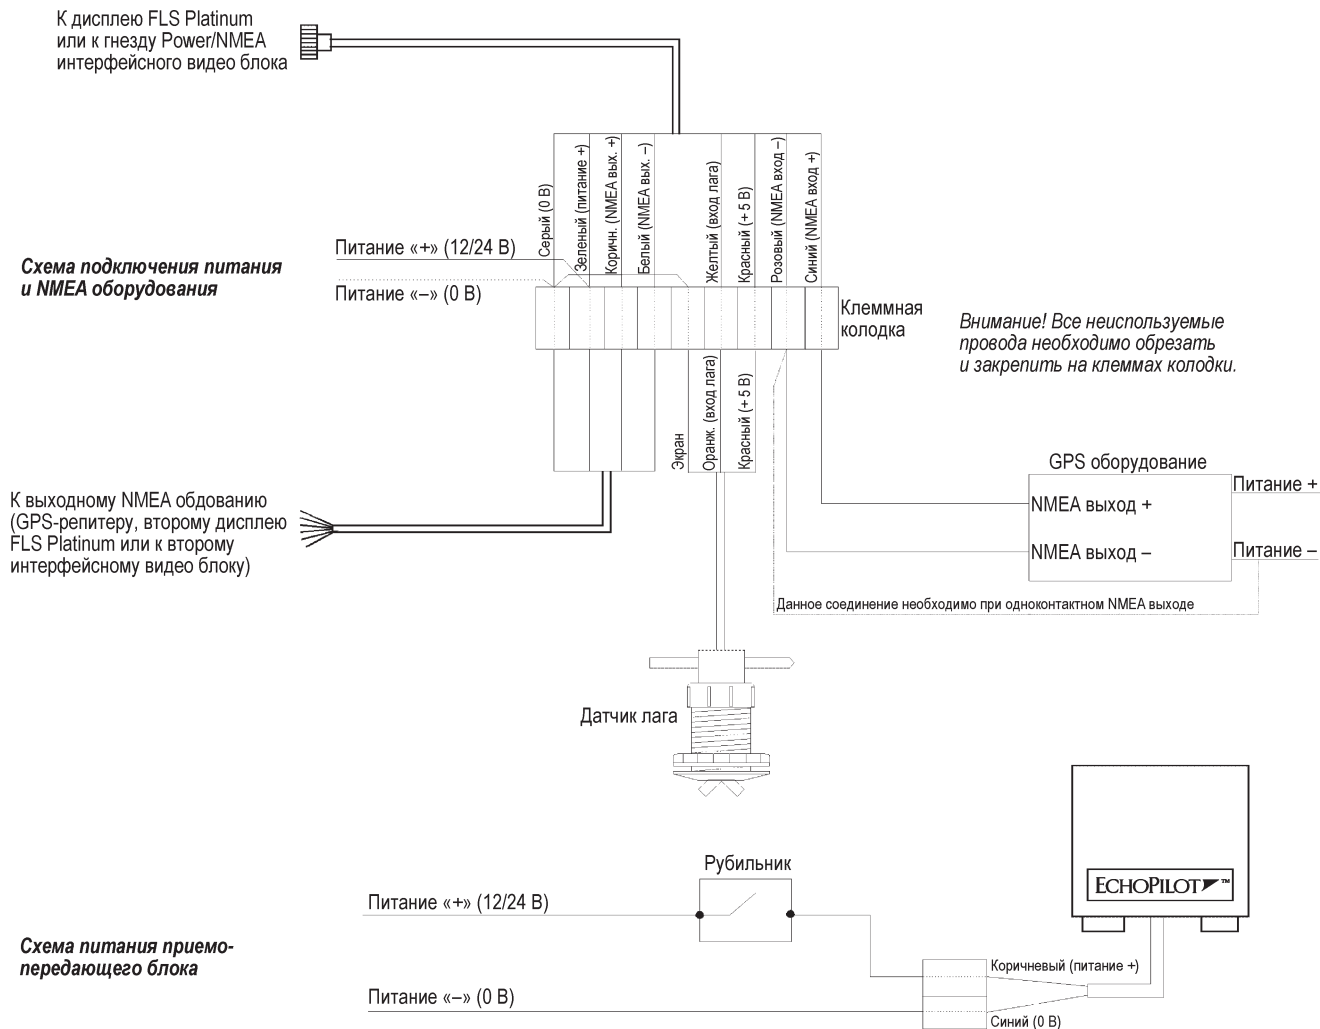 К дисплею FLS Platinum
или к гнезду Power/NMEA
интерфейсного видео блока
Серый (0 В)
Зеленый (питание +)
Коричн. (NMEA вых. +)
Белый (NMEA вых. –)
Желтый (вход лага)
Красный (+ 5 В)
Розовый (NMEA вход –)
Синий (NMEA вход +)
Питание «+» (12/24 В)
Схема подключения питания
и NMEA оборудования
Питание «–» (0 В)
Клеммная
колодка
Внимание! Все неиспользуемые
провода необходимо обрезать
и закрепить на клеммах колодки.
Экран
Оранж. (вход лага)
Красный (+ 5 В)
GPS оборудование
Питание +
NMEA выход +
NMEA выход –
Питание –
К выходному NMEA обдованию
(GPS-репитеру, второму дисплею
FLS Platinum или к второму
интерфейсному видео блоку)
Данное соединение необходимо при одноконтактном NMEA выходе
Датчик лага
Рубильник
ECHOPILOT™
Питание «+» (12/24 В)
Схема питания приемо-
передающего блока
Коричневый (питание +)
Питание «–» (0 В)
Синий (0 В)